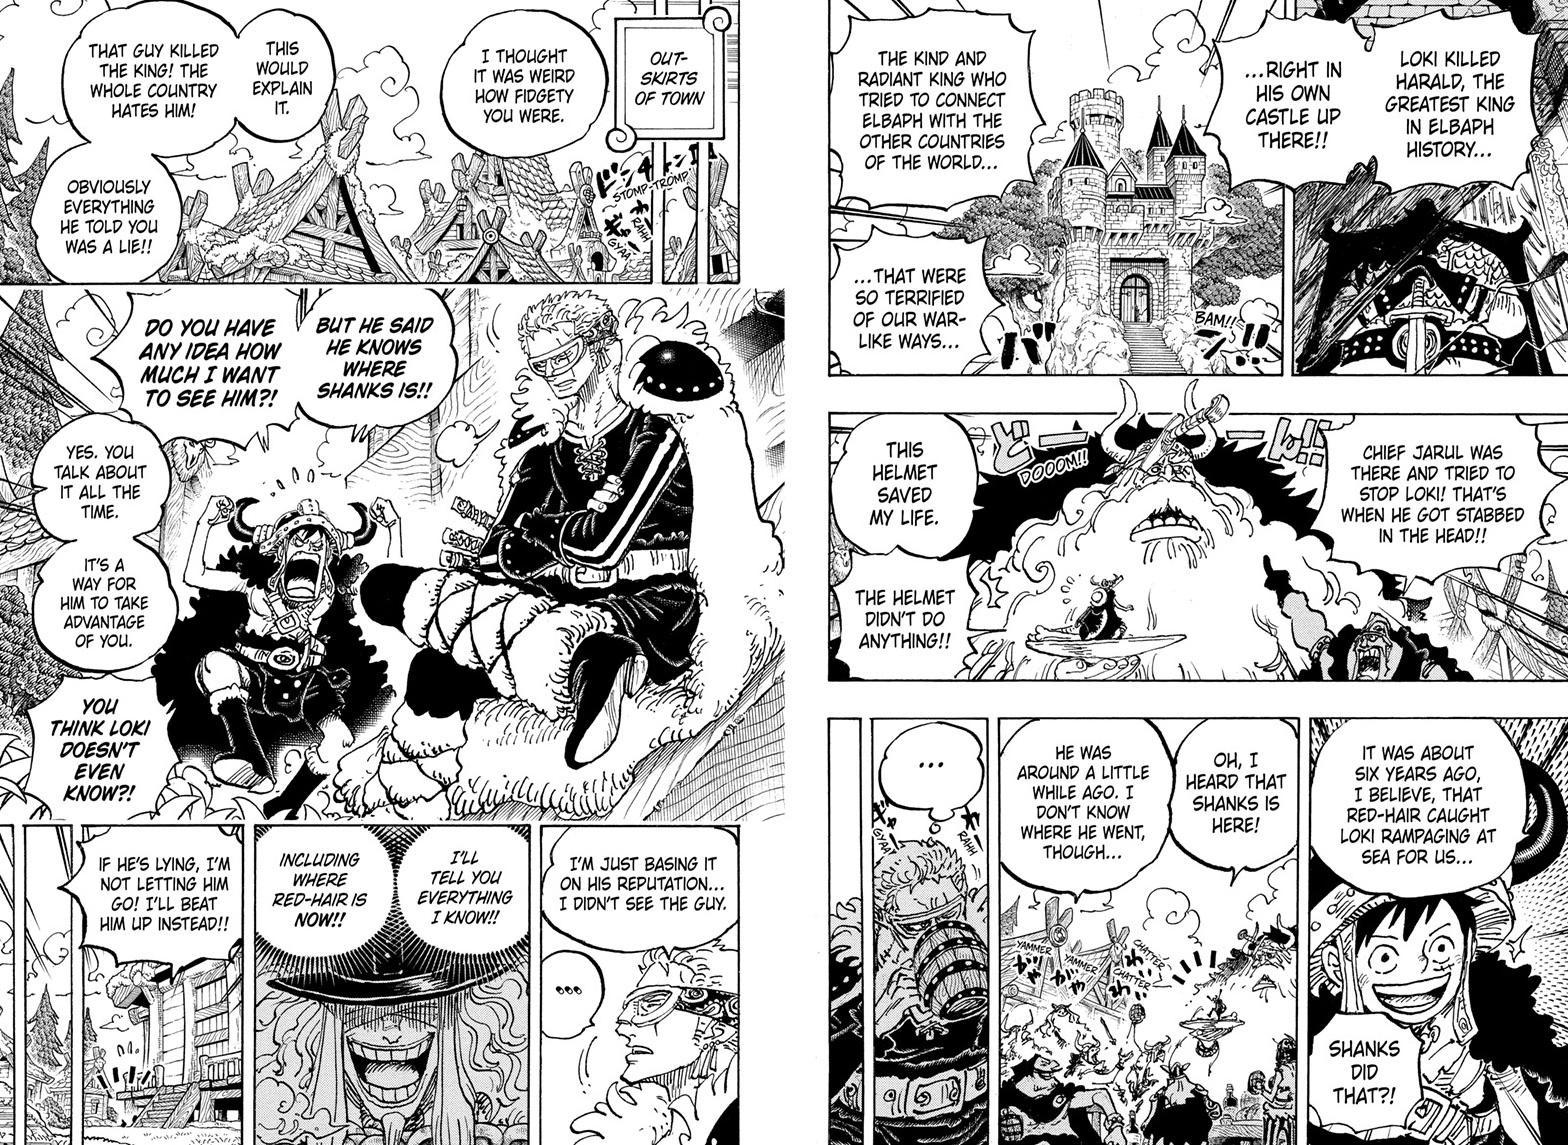 LOKI KILLED
HARALD, THE
GREATEST KING
IN ELBAPH
HISTORY...
...RIGHT IN
HIS OWN
CASTLE UP
THERE!!
THE KIND AND
RADIANT KING WHO
TRIED TO CONNECT
ELBAPH WITH THE
OTHER COUNTRIES
OF THE WORLD...
...THAT WERE
SO TERRIFIED
OF OUR WAR-
LIKE WAYS...
BAM!!
CHIEF JARUL WAS
THERE AND TRIED TO
STOP LOKI! THAT'S
WHEN HE GOT STABBED
IN THE HEAD!!
どーーん!!
DOOOM!!
THIS
HELMET
SAVED
MY LIFE.
THE HELMET
DIDN'T DO
ANYTHING!!
IT WAS ABOUT
SIX YEARS AGO,
I BELIEVE, THAT
RED-HAIR CAUGHT
LOKI RAMPAGING AT
SEA FOR US...
SHANKS
DID
THAT?!
OH, I
HEARD THAT
SHANKS IS
HERE!
HE WAS
AROUND A LITTLE
WHILE AGO. I
DON'T KNOW
WHERE HE WENT,
THOUGH...
CHATTER
CHATTER
YAMMER
YAMMER
...
RAHH
GYAA
OUT-
SKIRTS
OF TOWN
I THOUGHT
IT WAS WEIRD
HOW FIDGETY
YOU WERE.
STOMP-TROMP!
RAHH
GYAA
THIS
WOULD
EXPLAIN
IT.
THAT GUY KILLED
THE KING! THE
WHOLE COUNTRY
HATES HIM!
OBVIOUSLY
EVERYTHING
HE TOLD YOU
WAS A LIE!!
BUT HE SAID
HE KNOWS
WHERE
SHANKS IS!!
DO YOU HAVE
ANY IDEA HOW
MUCH I WANT
TO SEE HIM?!
YES. YOU
TALK ABOUT
IT ALL THE
TIME.
IT'S A
WAY FOR
HIM TO TAKE
ADVANTAGE
OF YOU.
YOU
THINK LOKI
DOESN'T
EVEN
KNOW?!
I'M JUST BASING IT
ON HIS REPUTATION...
I DIDN'T SEE THE GUY.
...
I'LL
TELL YOU
EVERYTHING
I KNOW!!
INCLUDING
WHERE
RED-HAIR IS
NOW!!
IF HE'S LYING, I'M
NOT LETTING HIM
GO! I'LL BEAT
HIM UP INSTEAD!!